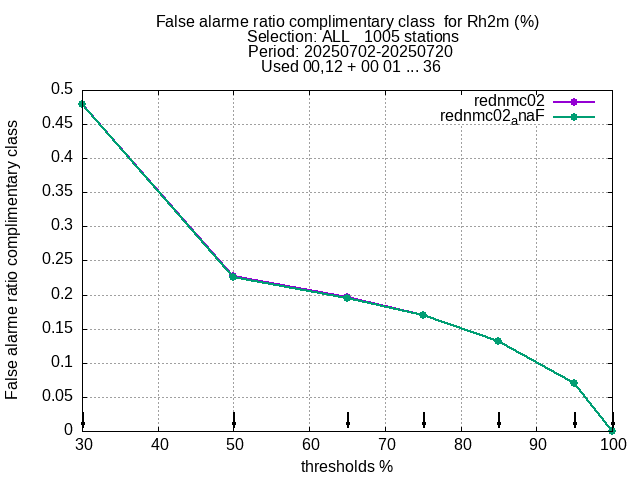 False alarme ratio complimentary class  for Rh2m (%)
Selection: ALL   1005 stations
Period: 20250702-20250720
Used 00,12 + 00 01 ... 36
rednmc02
rednmc02anaF
False alarme ratio complimentary class
0.5
0.45
0.4
0.35
0.3
0.25
0.2
0.15
0.1
0.05
0
30 40 50 60 70 80 90 100
thresholds %